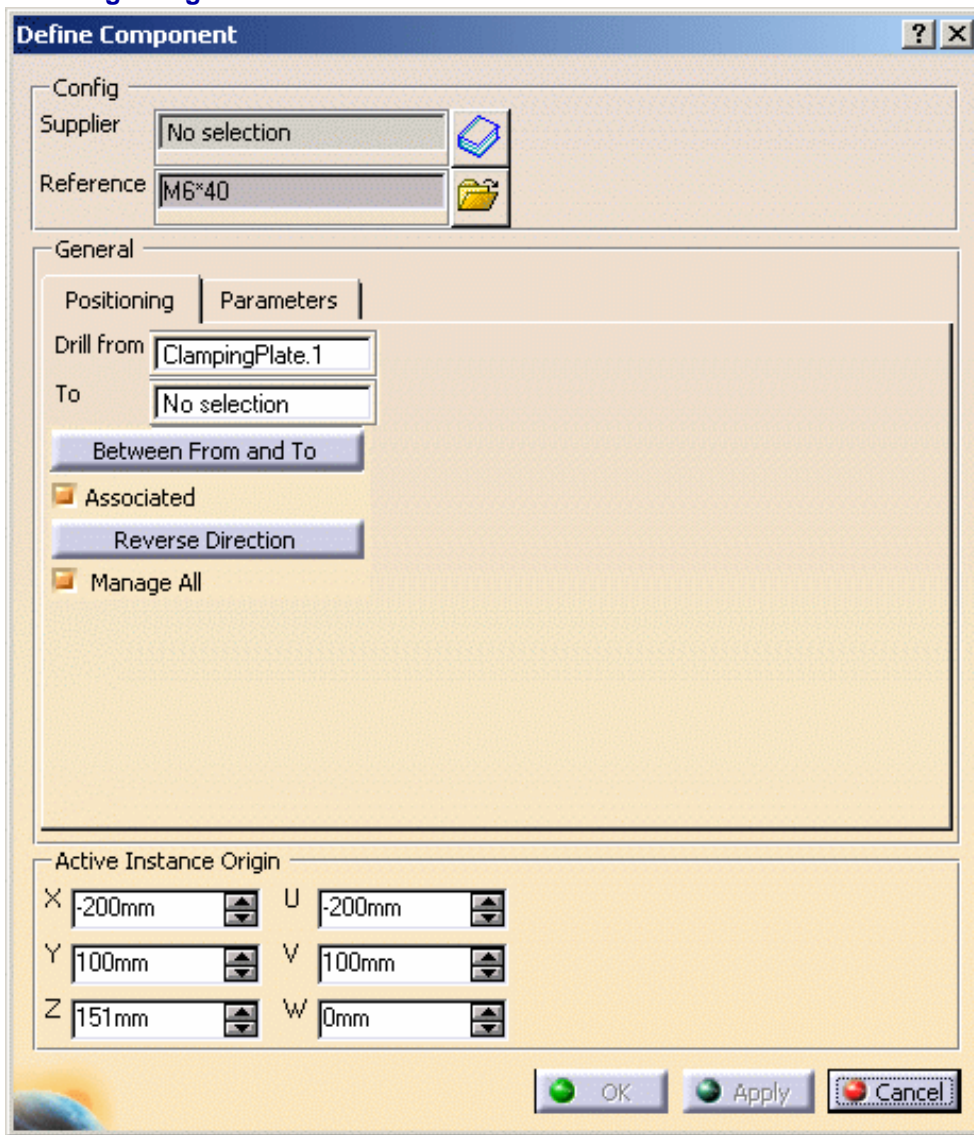 Define Component
Config
Supplier No selection
Reference M6*40
General
Positioning Parameters
Drill from ClampingPlate.1
To No selection
Between From and To
Associated
Reverse Direction
Manage All
Active Instance Origin
X -200mm U -200mm
Y 100mm V 100mm
Z 151mm W 0mm
OK Apply Cancel